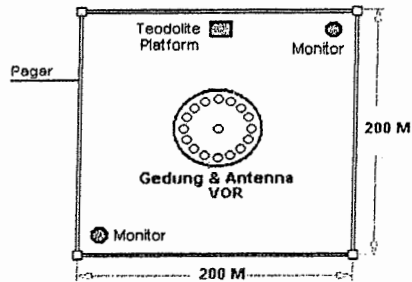 Teodolite
Platform
Monitor
Pagar
200 M
Gedung & Antenna
VOR
Monitor
200 M